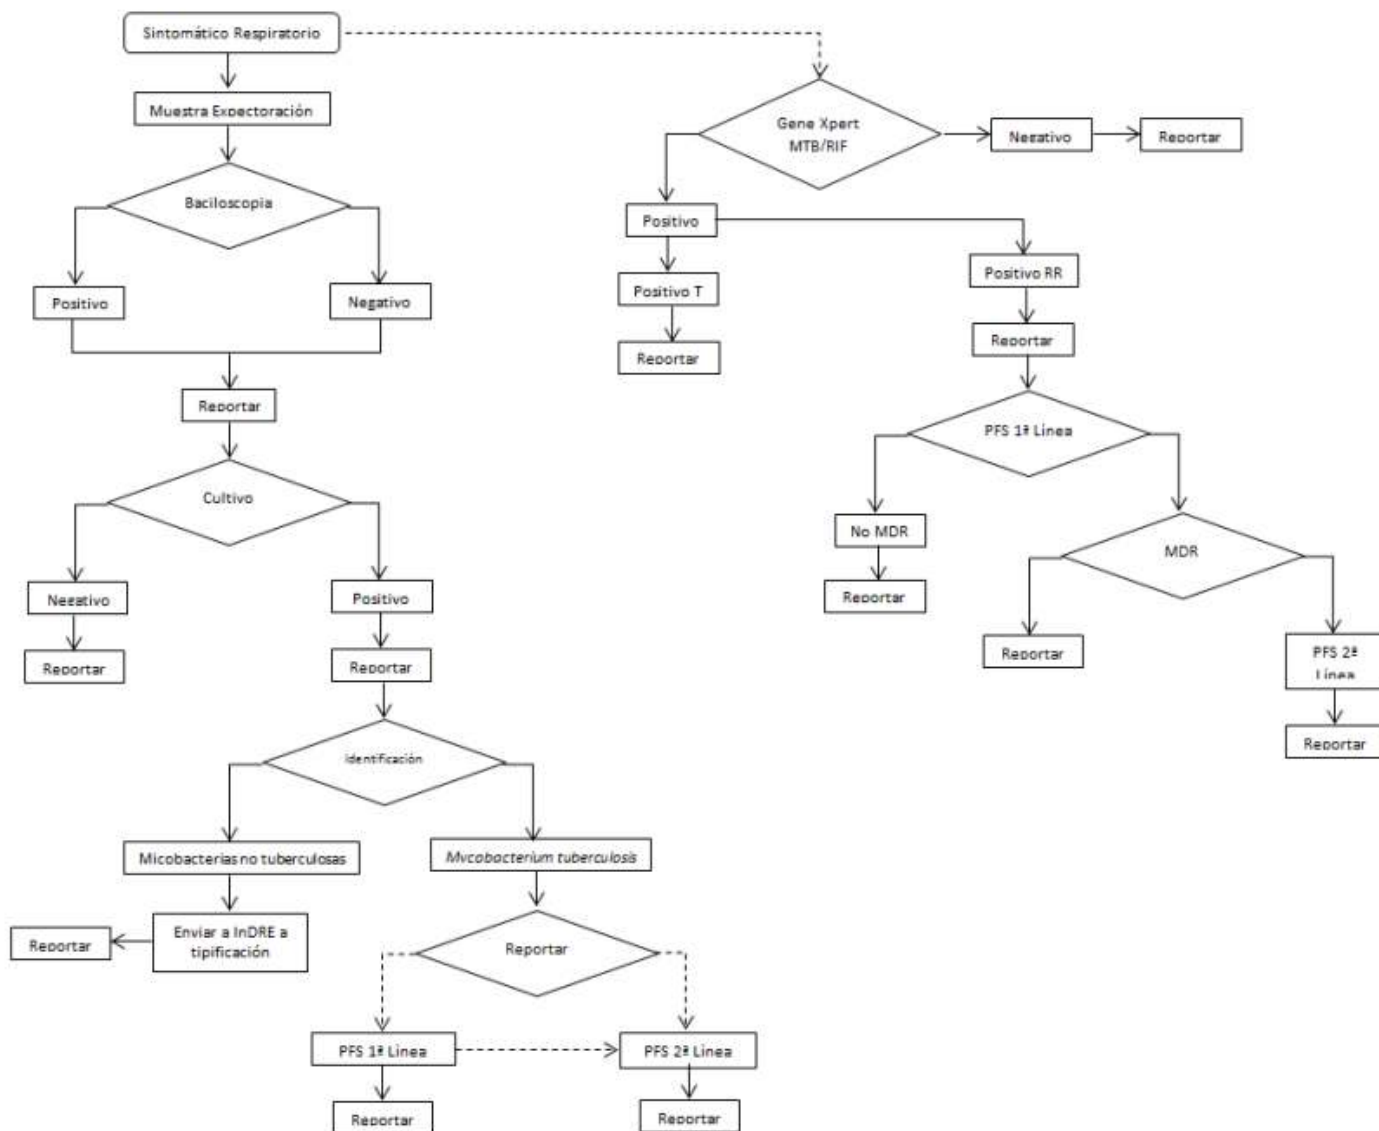 Sintomático Respiratorio
Muestra Expectoración
Gene Xpert
MTB/RIF
Negativo
Reportar
Baciloscopia
Positivo
Negativo
Reportar
Cultivo
Negativo
Reportar
Positivo
Reportar
Identificación
Micobacterias no tuberculosas
Enviar a InDRE a
tipificación
Reportar
Mycobacterium tuberculosis
Reportar
PFS 1ª Línea
Reportar
PFS 2ª Línea
Reportar
Positivo
Positivo T
Reportar
Positivo RR
Reportar
PFS 1ª Línea
No MDR
Reportar
MDR
Reportar
PFS 2ª
Línea
Reportar